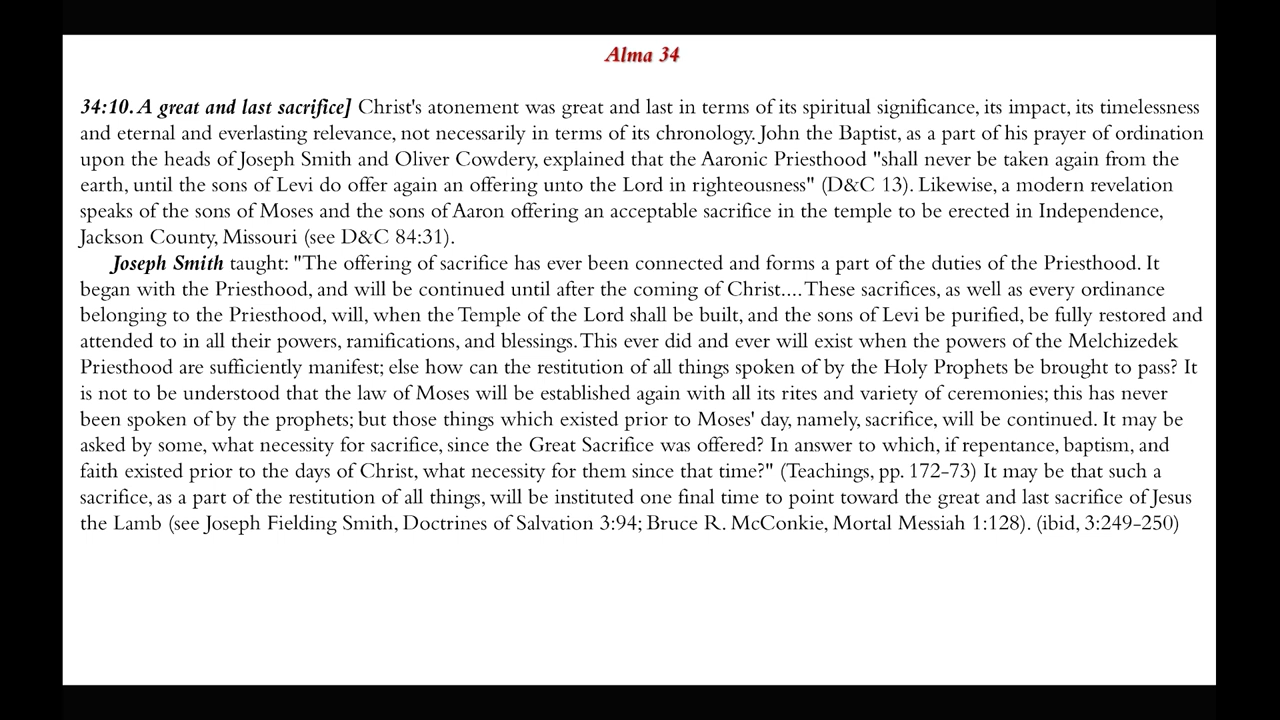 Alma 34
34:10. A great and last sacrifice] Christ's atonement was great and last in terms of its spiritual significance, its impact, its timelessness
and eternal and everlasting relevance, not necessarily in terms of its chronology. John the Baptist, as a part of his prayer of ordination
upon the heads of Joseph Smith and Oliver Cowdery, explained that the Aaronic Priesthood "shall never be taken again from the
earth, until the sons of Levi do offer again an offering unto the Lord in righteousness" (D&C 13). Likewise, a modern revelation
speaks of the sons of Moses and the sons of Aaron offering an acceptable sacrifice in the temple to be erected in Independence,
Jackson County, Missouri (see D&C 84:31).
Joseph Smith taught: "The offering of sacrifice has ever been connected and forms a part of the duties of the Priesthood. It
began with the Priesthood, and will be continued until after the coming of Christ.... These sacrifices, as well as every ordinance
belonging to the Priesthood, will, when the Temple of the Lord shall be built, and the sons of Levi be purified, be fully restored and
attended to in all their powers, ramifications, and blessings. This ever did and ever will exist when the powers of the Melchizedek
Priesthood are sufficiently manifest; else how can the restitution of all things spoken of by the Holy Prophets be brought to pass? It
is not to be understood that the law of Moses will be established again with all its rites and variety of ceremonies; this has never
been spoken of by the prophets; but those things which existed prior to Moses' day, namely, sacrifice, will be continued. It may be
asked by some, what necessity for sacrifice, since the Great Sacrifice was offered? In answer to which, if repentance, baptism, and
faith existed prior to the days of Christ, what necessity for them since that time?" (Teachings, pp. 172-73) It may be that such a
sacrifice, as a part of the restitution of all things, will be instituted one final time to point toward the great and last sacrifice of Jesus
the Lamb (see Joseph Fielding Smith, Doctrines of Salvation 3:94; Bruce R. McConkie, Mortal Messiah 1:128). (ibid, 3:249-250)